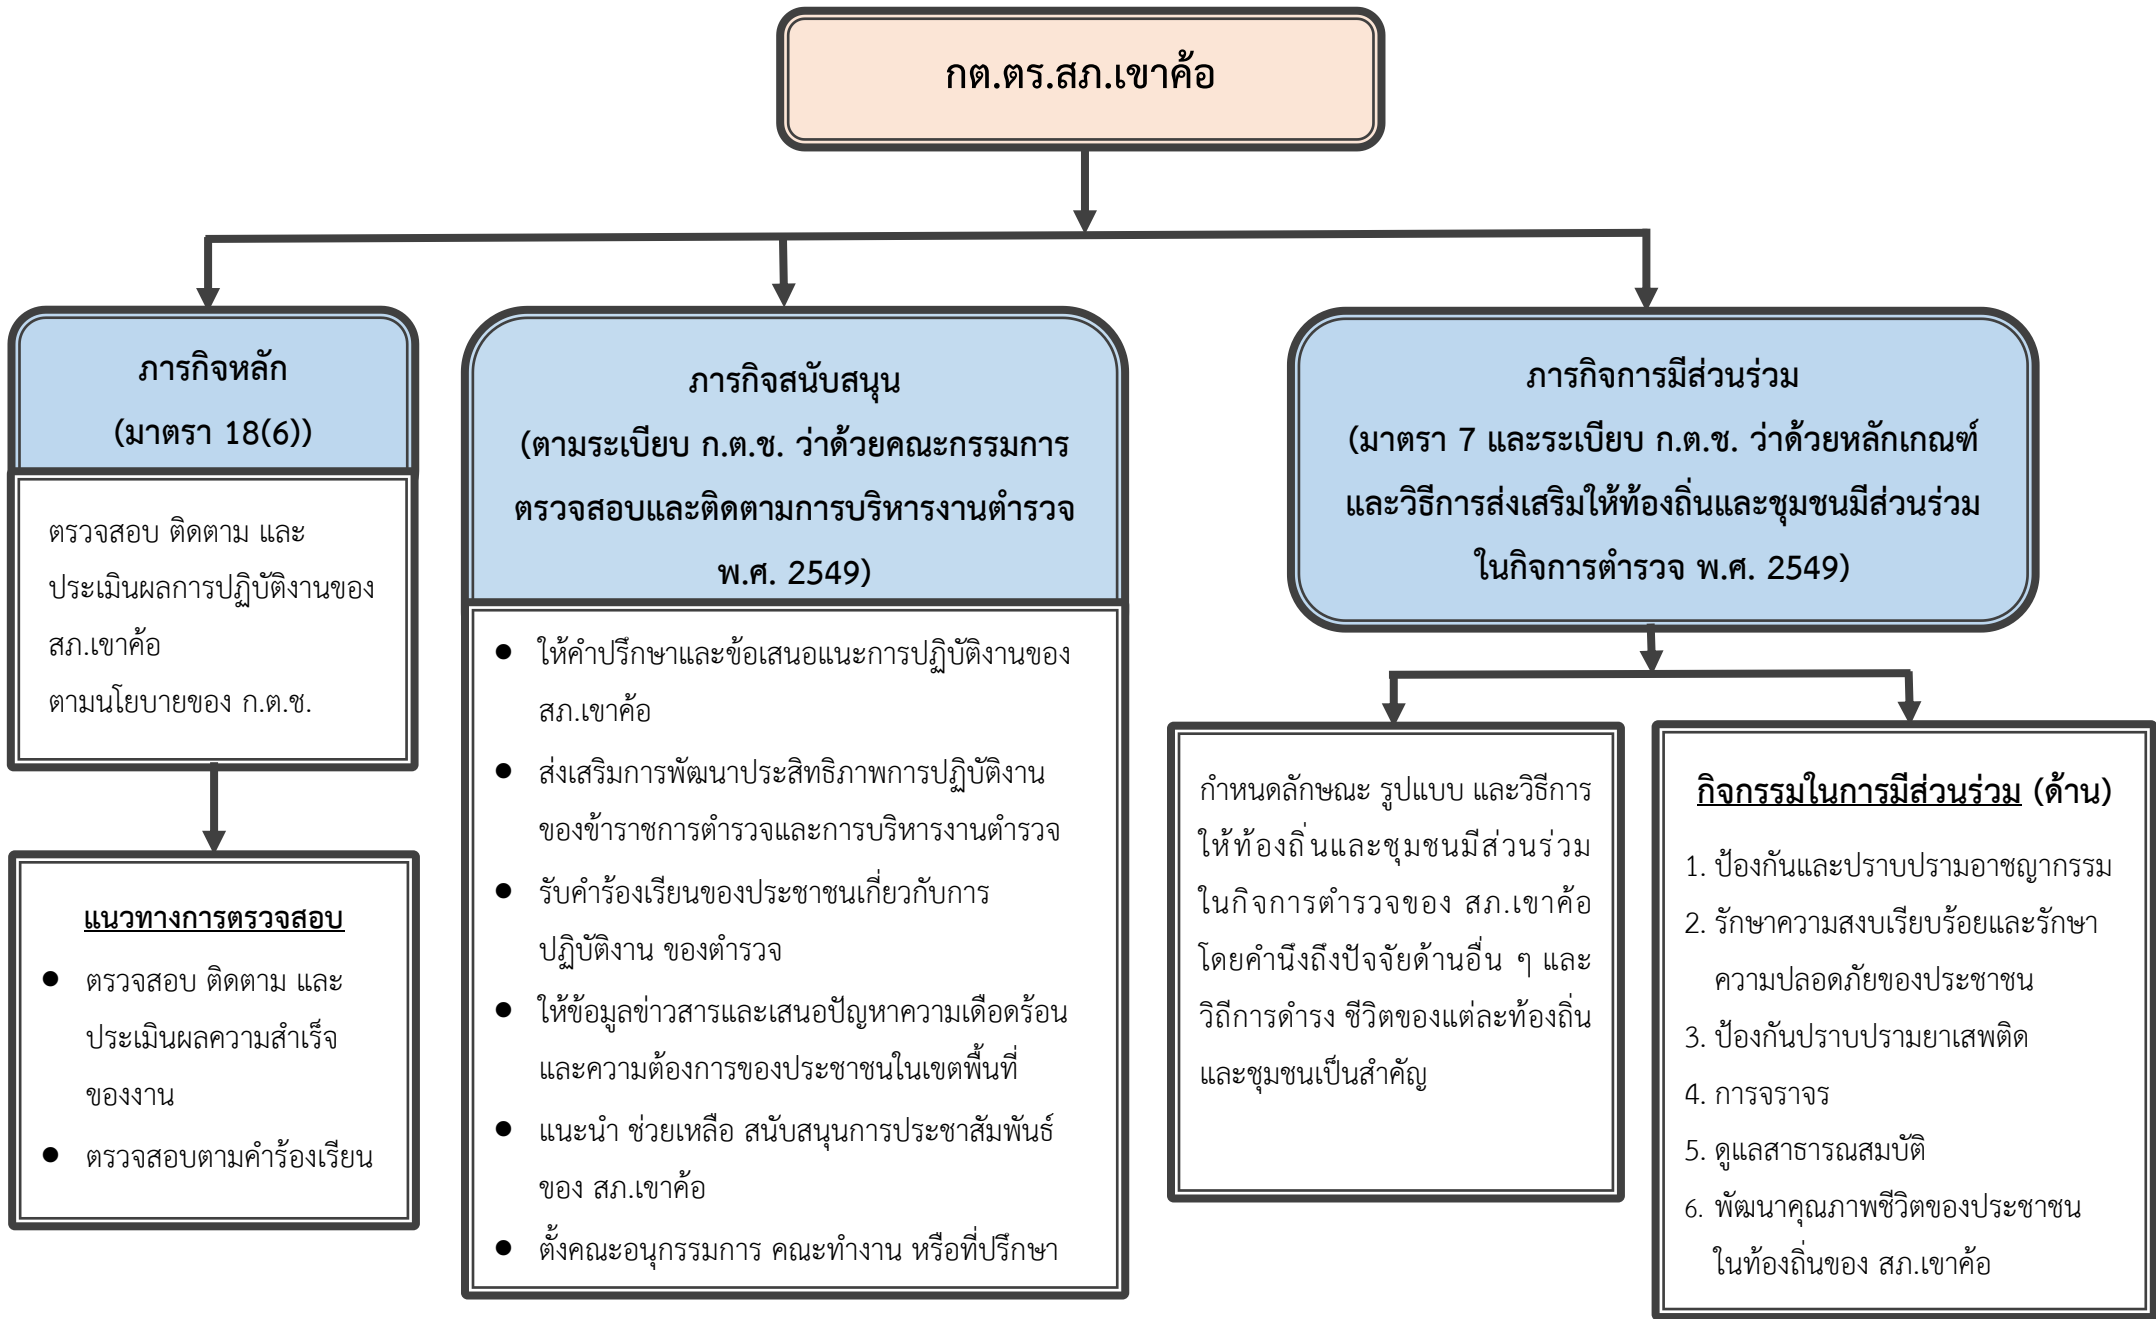 กต.ตร.สภ.เขาค้อ
ภารกิจหลัก
(มาตรา 18(6))
ตรวจสอบ ติดตาม และ
ประเมินผลการปฏิบัติงานของ
สภ.เขาค้อ
ตามนโยบายของ ก.ต.ช.
แนวทางการตรวจสอบ
● ตรวจสอบ ติดตาม และ
ประเมินผลความสำเร็จ
ของงาน
● ตรวจสอบตามคำร้องเรียน
ภารกิจสนับสนุน
(ตามระเบียบ ก.ต.ช. ว่าด้วยคณะกรรมการ
ตรวจสอบและติดตามการบริหารงานตำรวจ
พ.ศ. 2549)
● ให้คำปรึกษาและข้อเสนอแนะการปฏิบัติงานของ
สภ.เขาค้อ
● ส่งเสริมการพัฒนาประสิทธิภาพการปฏิบัติงาน
ของข้าราชการตำรวจและการบริหารงานตำรวจ
● รับคำร้องเรียนของประชาชนเกี่ยวกับการ
ปฏิบัติงาน ของตำรวจ
● ให้ข้อมูลข่าวสารและเสนอปัญหาความเดือดร้อน
และความต้องการของประชาชนในเขตพื้นที่
● แนะนำ ช่วยเหลือ สนับสนุนการประชาสัมพันธ์
ของ สภ.เขาค้อ
● ตั้งคณะอนุกรรมการ คณะทำงาน หรือที่ปรึกษา
ภารกิจการมีส่วนร่วม
(มาตรา 7 และระเบียบ ก.ต.ช. ว่าด้วยหลักเกณฑ์
และวิธีการส่งเสริมให้ท้องถิ่นและชุมชนมีส่วนร่วม
ในกิจการตำรวจ พ.ศ. 2549)
กำหนดลักษณะ รูปแบบ และวิธีการ
ให้ท้องถิ่นและชุมชนมีส่วนร่วม
ในกิจการตำรวจของ สภ.เขาค้อ
โดยคำนึงถึงปัจจัยด้านอื่น ๆ และ
วิถีการดำรง ชีวิตของแต่ละท้องถิ่น
และชุมชนเป็นสำคัญ
กิจกรรมในการมีส่วนร่วม (ด้าน)
1. ป้องกันและปราบปรามอาชญากรรม
2. รักษาความสงบเรียบร้อยและรักษา
ความปลอดภัยของประชาชน
3. ป้องกันปราบปรามยาเสพติด
4. การจราจร
5. ดูแลสาธารณสมบัติ
6. พัฒนาคุณภาพชีวิตของประชาชน
ในท้องถิ่นของ สภ.เขาค้อ